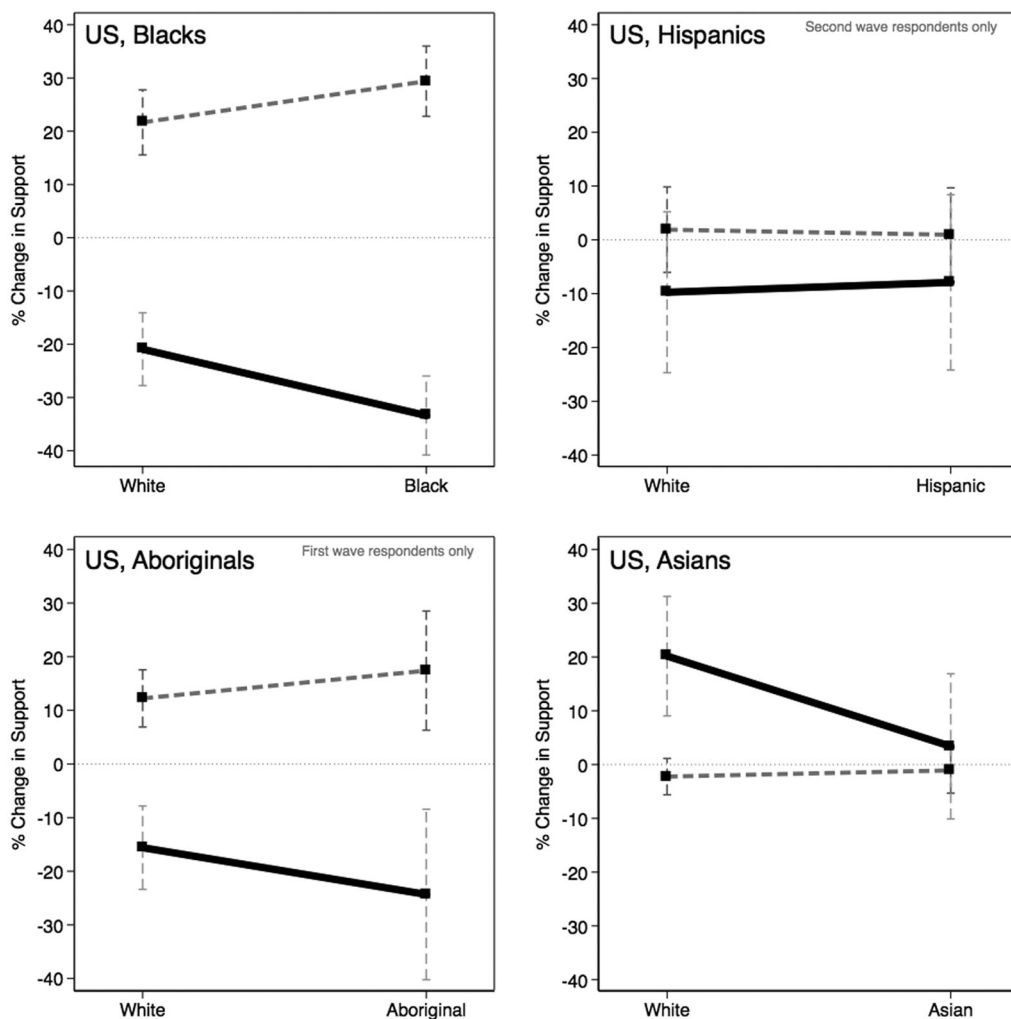 US, Blacks
% Change in Support
40
30
20
10
0
-10
-20
-30
-40
White Black
US, Hispanics
Second wave respondents only
% Change in Support
40
30
20
10
0
-10
-20
-30
-40
White Hispanic
US, Aboriginals
First wave respondents only
% Change in Support
40
30
20
10
0
-10
-20
-30
-40
White Aboriginal
US, Asians
% Change in Support
40
30
20
10
0
-10
-20
-30
-40
White Asian